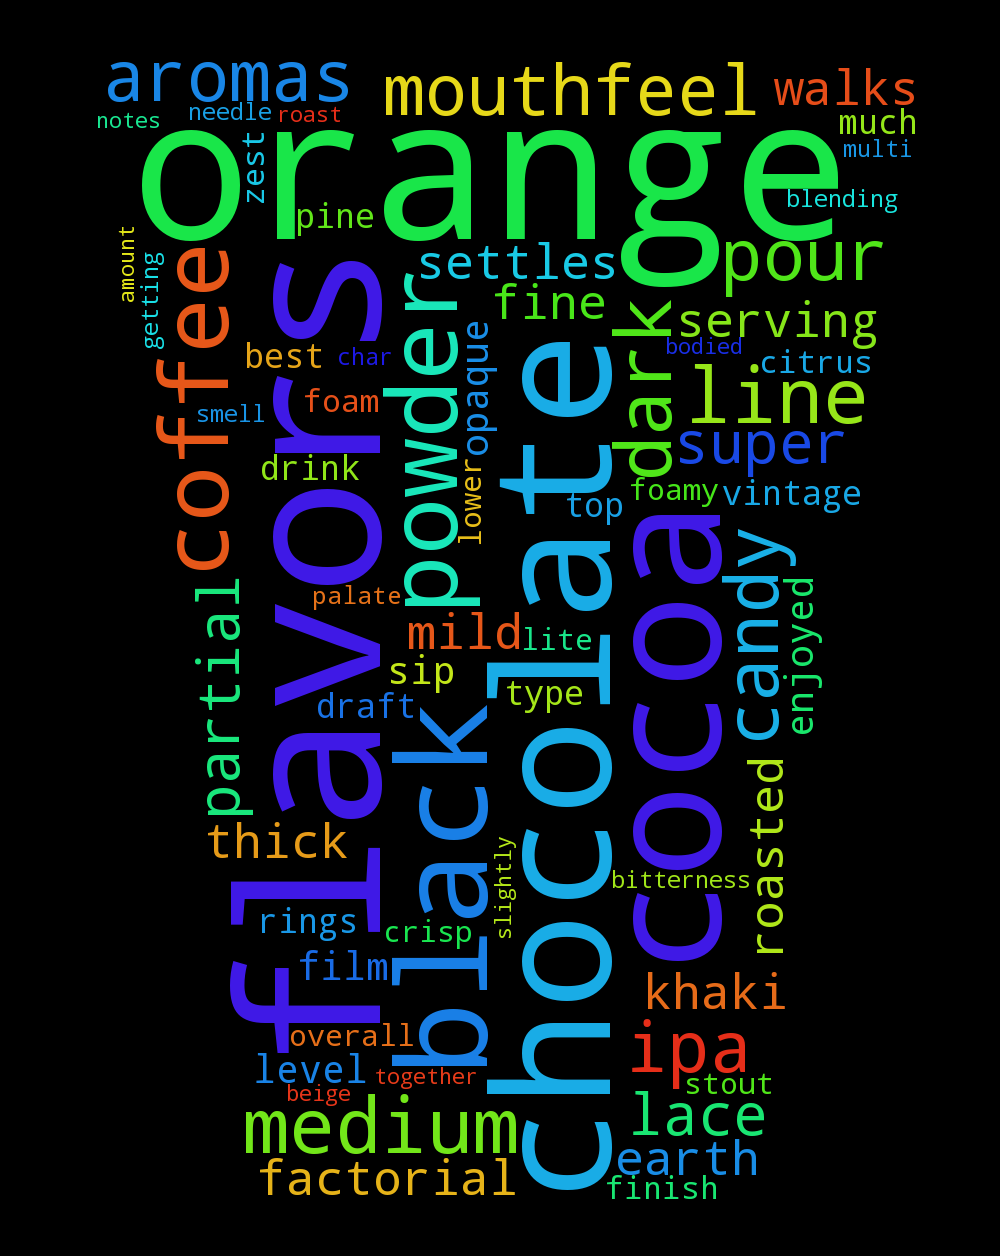 aromas
mouthfeel
walks
notes
needle
roast
much
orange
multi
zest
blending
pine
amount
getting
coffee
flavors
settles
pour
powder
fine
dark
serving
opaque
best
char
bodied
citrus
chocolate
line
foam
smell
super
drink
lower
top
foamy
vintage
cocoa
candy
partial
palate
enjoyed
mild
lite
sip
type
draft
black
thick
roasted
slightly
bitterness
rings
crisp
film
khaki
overall
ipa
level
together
stout
beige
medium
lace
factorial
earth
finish